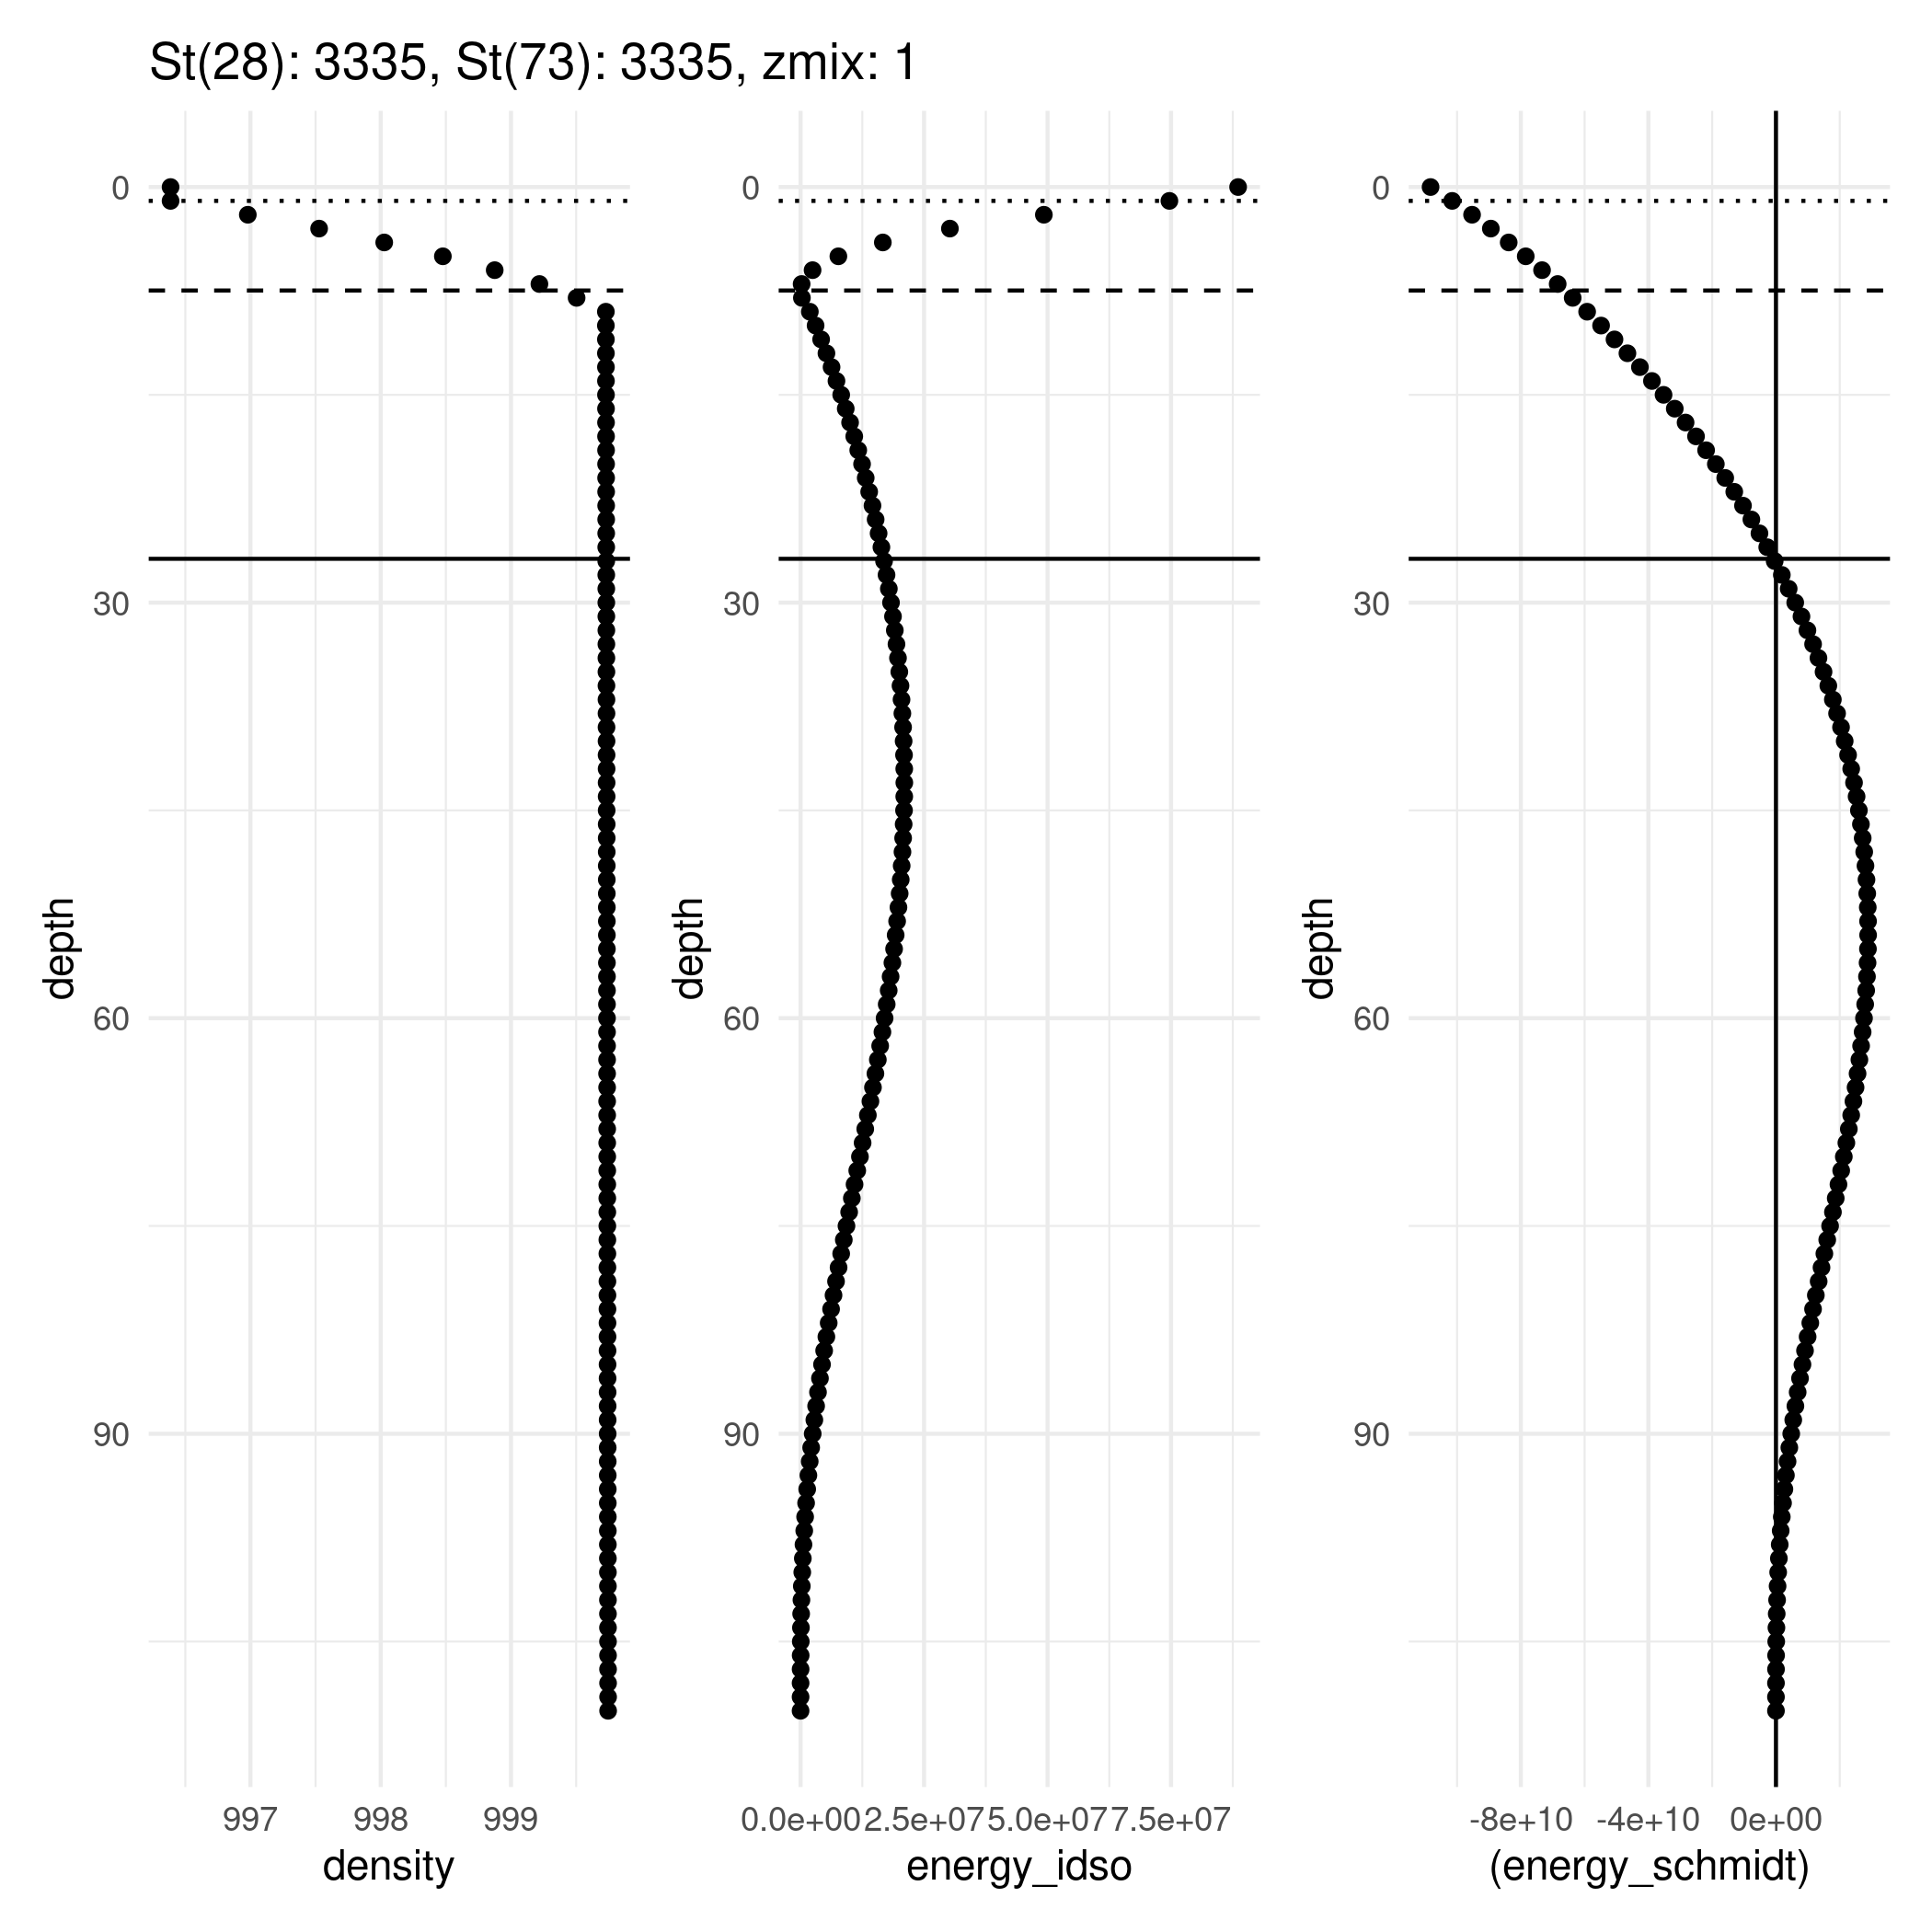 St(28): 3335, St(73): 3335, zmix: 1
0
30
60
90
depth
997 998 999
density
0
30
60
90
depth
0.0e+00 2.5e+07 5.0e+07 7.5e+07
energy_idso
0
30
60
90
depth
-8e+10 -4e+10 0e+00
(energy_schmidt)